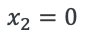 x₂ = 0